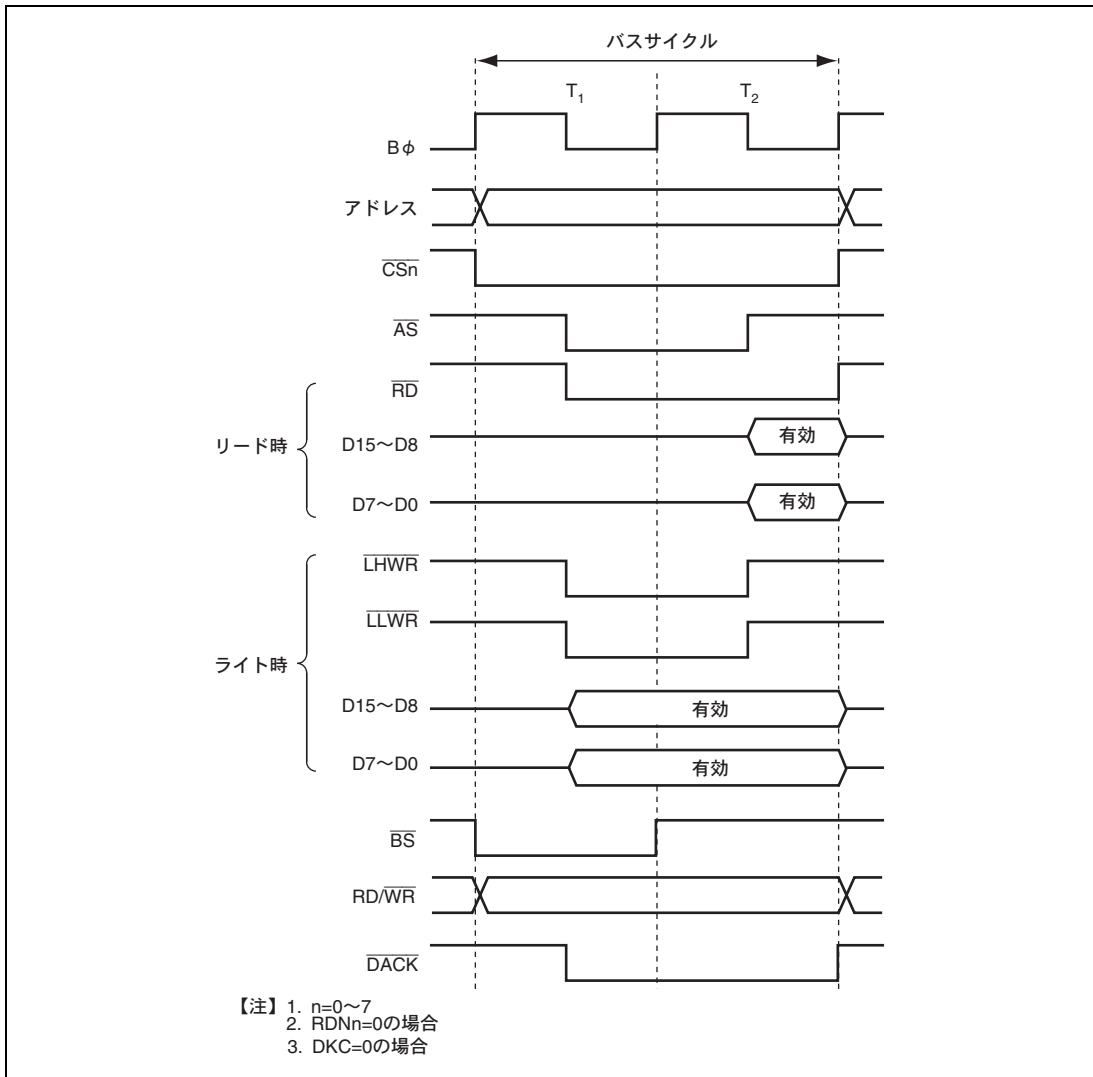 バスサイクル
T1 T2
Bφ
アドレス
CSn
AS
RD
リード時
D15～D8 有効
D7～D0 有効
LHWR
LLWR
ライト時
D15～D8 有効
D7～D0 有効
BS
RD/WR
DACK
【注】1. n=0～7
2. RDNn=0の場合
3. DKC=0の場合